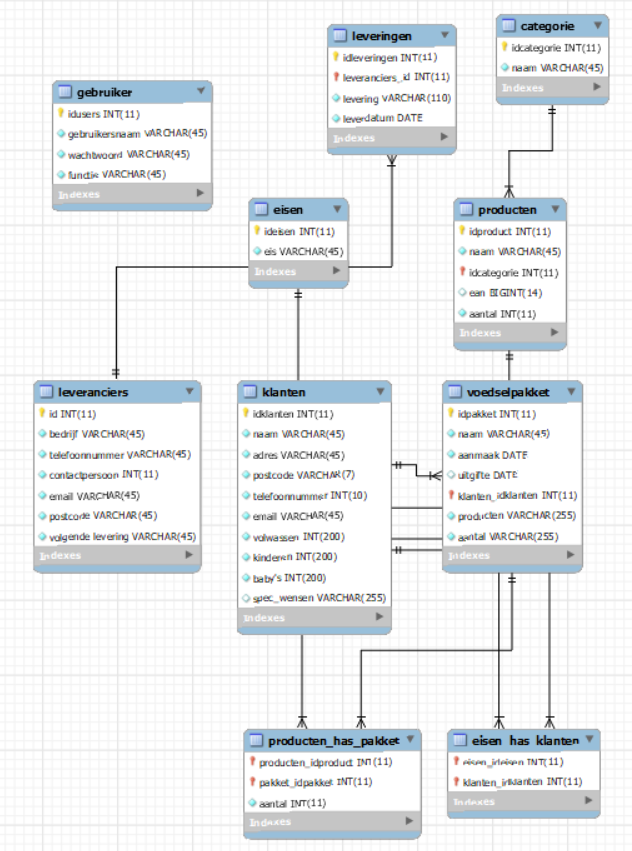 leveringen
idleveringen INT(11)
leveranciers_id INT(11)
levering VARCHAR(110)
leverdatum DATE
Indexes
categorie
idcategorie INT(11)
naam VARCHAR(45)
Indexes
gebruiker
idusers INT(11)
gebruikersnaam VARCHAR(45)
wachtwoord VARCHAR(45)
functie VARCHAR(45)
Indexes
eisen
ideisen INT(11)
eis VARCHAR(45)
Indexes
producten
idproduct INT(11)
naam VARCHAR(45)
idcategorie INT(11)
ean BIGINT(14)
aantal INT(11)
Indexes
leveranciers
id INT(11)
bedrijf VARCHAR(45)
telefoonnummer VARCHAR(45)
contactpersoon INT(11)
email VARCHAR(45)
postcode VARCHAR(45)
volgende levering VARCHAR(45)
Indexes
klanten
idklanten INT(11)
naam VARCHAR(45)
adres VARCHAR(45)
postcode VARCHAR(7)
telefoonnummer INT(10)
email VARCHAR(45)
volwassen INT(200)
kinderen INT(200)
baby's INT(200)
spec_wensen VARCHAR(255)
Indexes
voedselpakket
idpakket INT(11)
naam VARCHAR(45)
aanmaak DATE
uitgifte DATE
klanten_idklanten INT(11)
producten VARCHAR(255)
aantal VARCHAR(255)
Indexes
producten_has_pakket
producten_idproduct INT(11)
pakket_idpakket INT(11)
aantal INT(11)
Indexes
eisen_has_klanten
eisen_ideisen INT(11)
klanten_idklanten INT(11)
Indexes